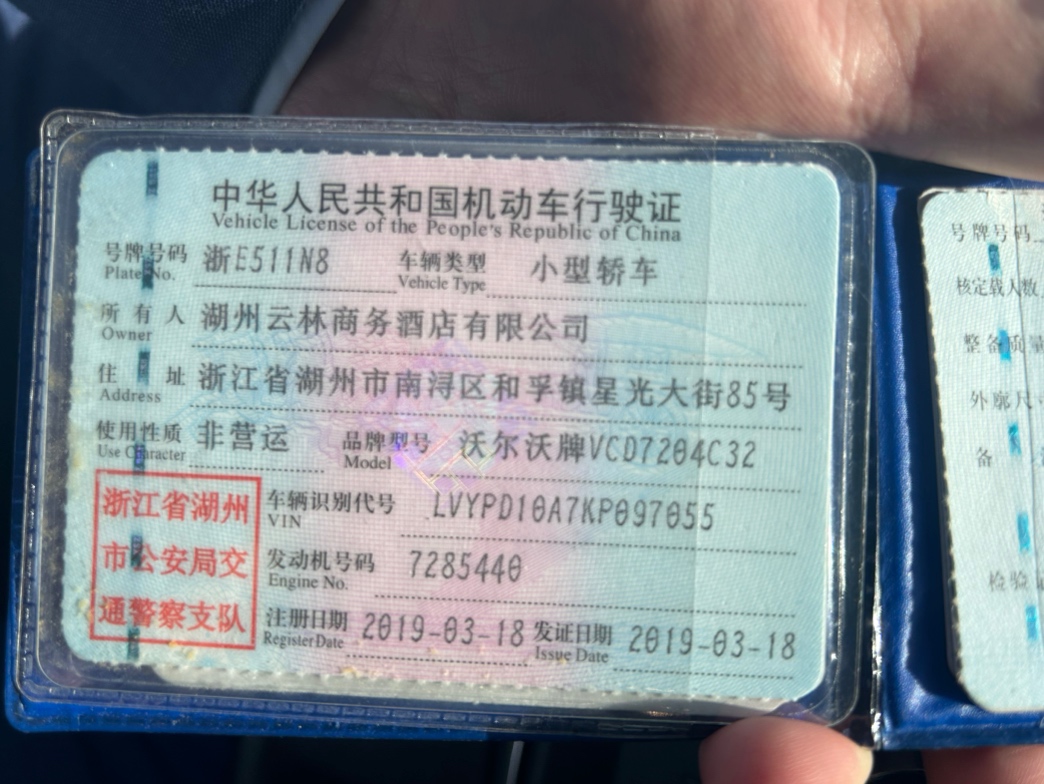 中华人民共和国机动车行驶证
Vehicle License of the People's Republic of China
号牌号码 浙E511N8 车辆类型 小型轿车
Plate No. Vehicle Type
所有人 湖州云林商务酒店有限公司
Owner
住址 浙江省湖州市南浔区和孚镇星光大街85号
Address
使用性质 非营运 品牌型号 沃尔沃牌VCD7204C32
Use Character Model
浙江省湖州
市公安局交
通警察支队
车辆识别代号 LVYPD10A7KP097055
VIN
发动机号码 7285440
Engine No.
注册日期 2019-03-18 发证日期 2019-03-18
Register Date Issue Date
号牌号码
核定载人数
整备质量
外廓尺
备
检验